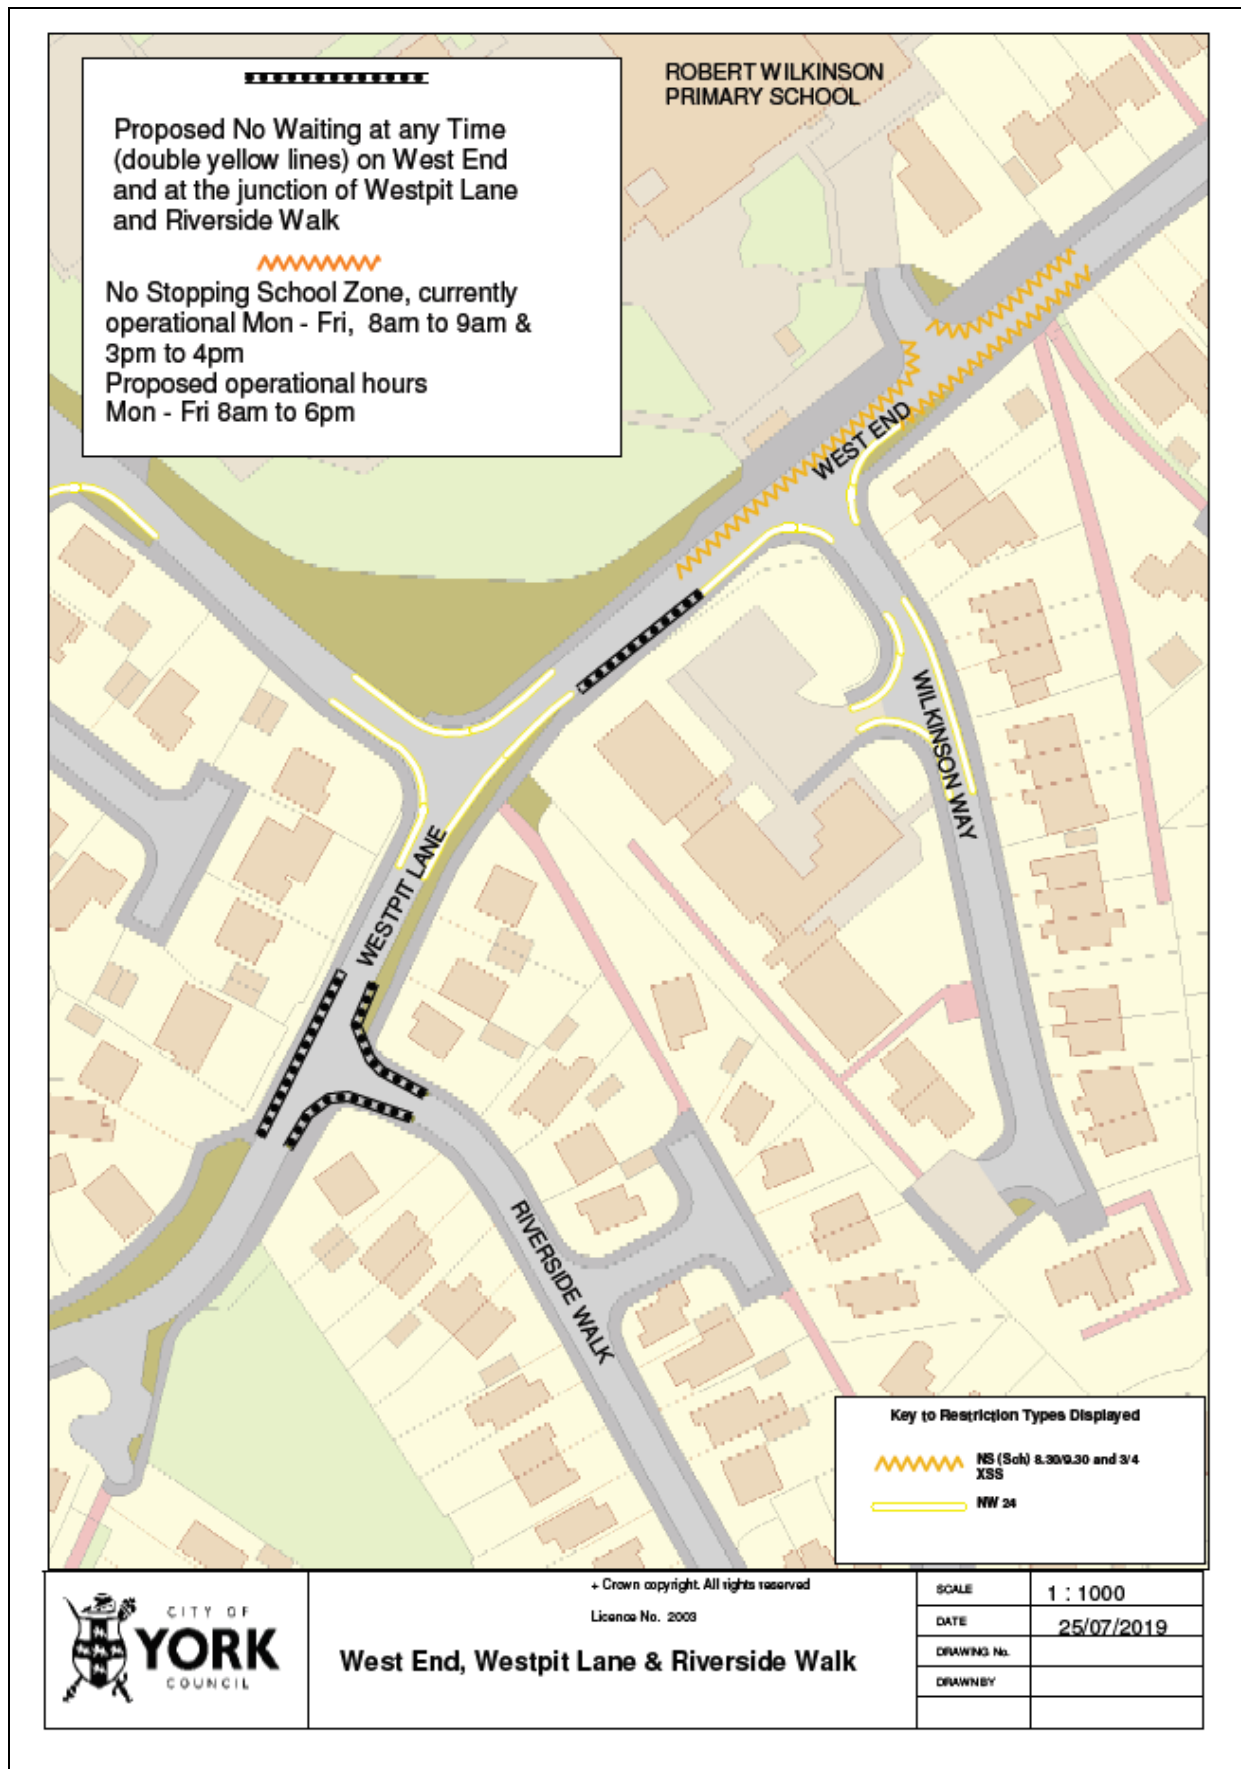 ROBERT WILKINSON
PRIMARY SCHOOL
Proposed No Waiting at any Time
(double yellow lines) on West End
and at the junction of Westpit Lane
and Riverside Walk
No Stopping School Zone, currently
operational Mon - Fri,  8am to 9am &
3pm to 4pm
Proposed operational hours
Mon - Fri 8am to 6pm
WEST END
WILKINSON WAY
WESTPIT LANE
RIVERSIDE WALK
Key to Restriction Types Displayed
NS (Sch) 8.30/9.30 and 3/4
XSS
NW 24
CITY OF
YORK
COUNCIL
+ Crown copyright. All rights reserved
Licence No.  2003
West End, Westpit Lane & Riverside Walk
SCALE
1 : 1000
DATE
25/07/2019
DRAWING No.
DRAWN BY